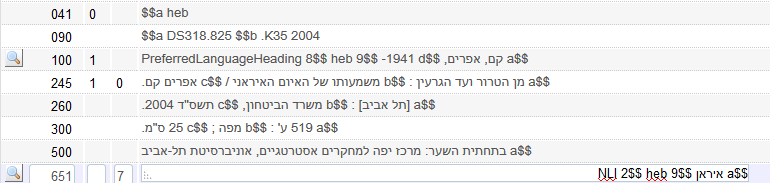 041 0 $$a heb
090 $$a DS318.825 $$b .K35 2004
100 1 $$a קם, אפרים, $$d 1941- $$9 heb $$8 PreferredLanguageHeading
245 1 0 $$a מן הטרור ועד הגרעין : $$b משמעותו של האיום האיראני / $$c אפרים קם.
260 $$a [תל אביב] : $$b משרד הביטחון, $$c תשס"ד 2004.
300 $$a 519 ע' : $$b מפה ; $$c 25 ס"מ.
500 $$a בתחתית השער: מרכז יפה למחקרים אסטרטגיים, אוניברסיטת תל-אביב
651 7 $$a איראן $$9 heb $$2 NLI